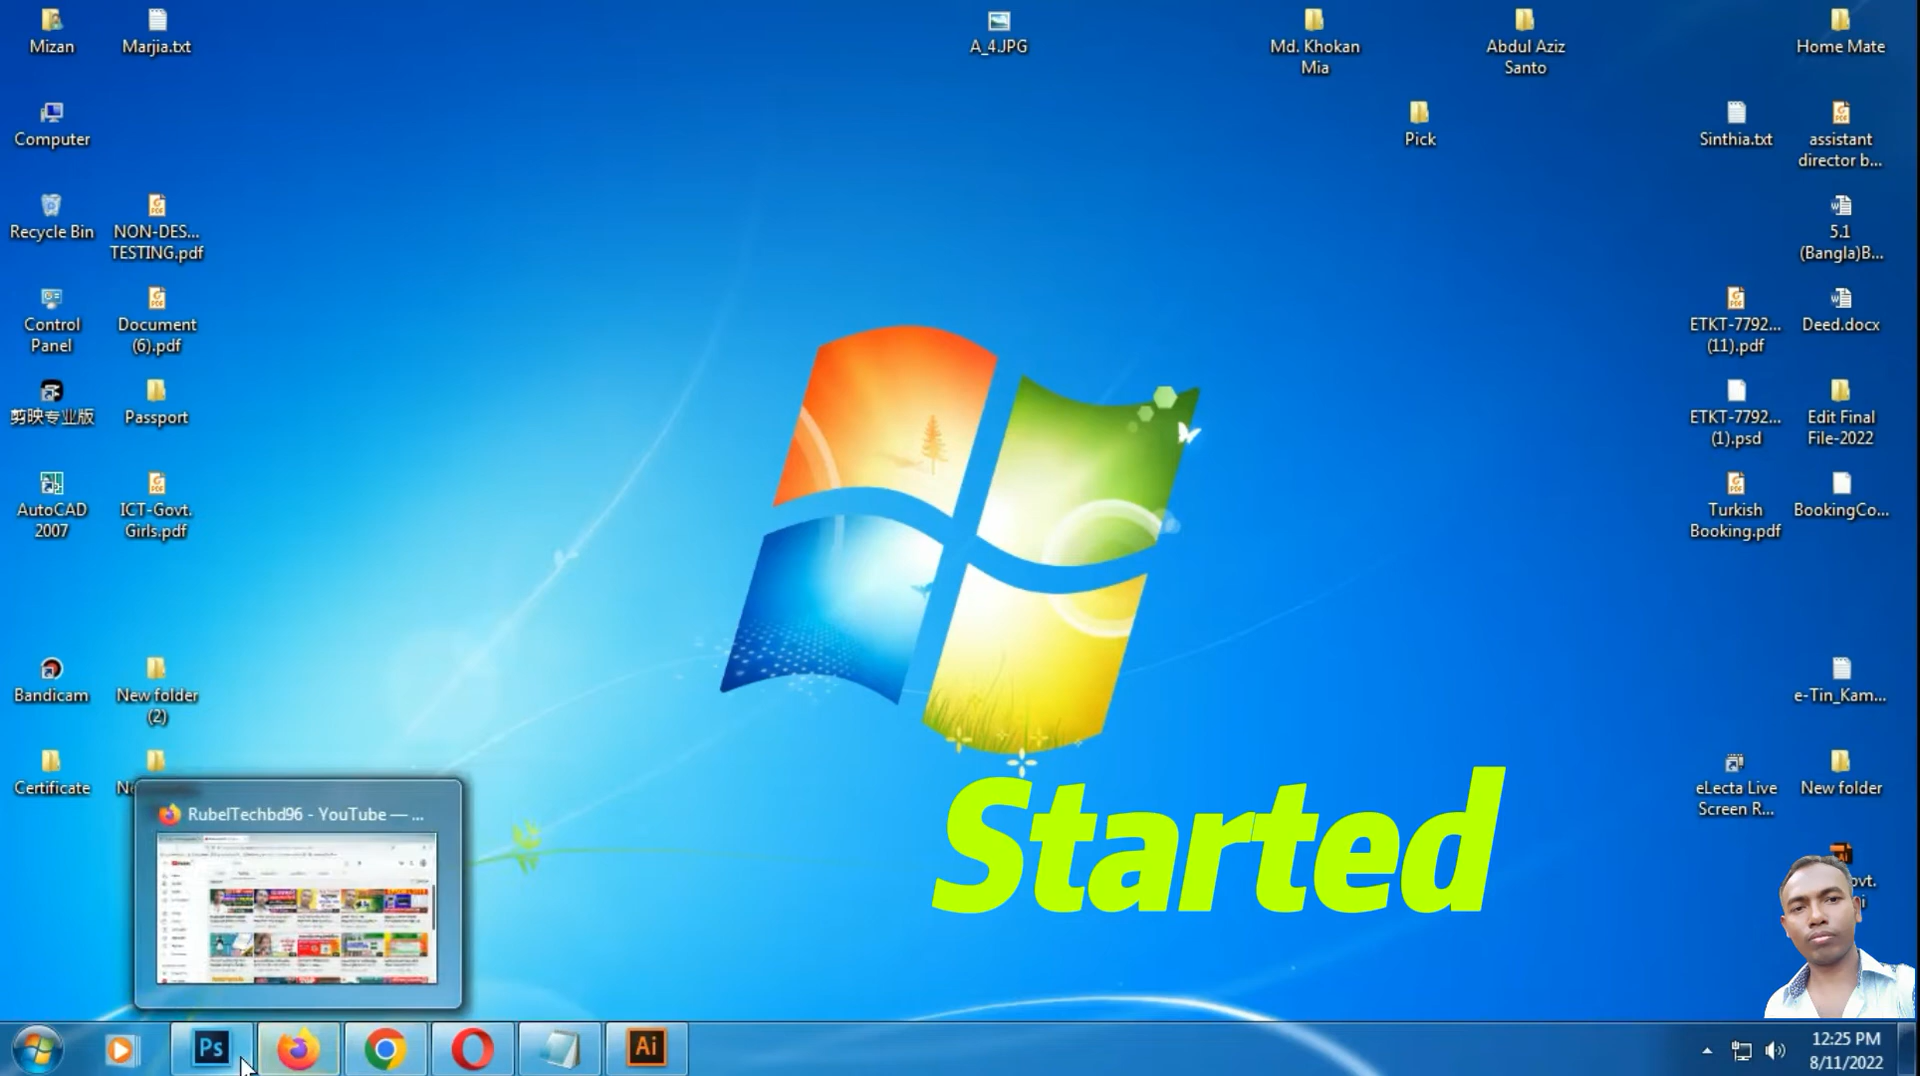 Mizan
Marjia.txt
A_4.JPG
Md. Khokan
Mia
Abdul Aziz
Santo
Home Mate
Computer
Pick
Sinthia.txt
assistant
director b...
Recycle Bin
NON-DES...
TESTING.pdf
5.1
(Bangla)B...
Control
Panel
Document
(6).pdf
ETKT-7792...
(11).pdf
Deed.docx
剪映专业版
Passport
ETKT-7792...
(1).psd
Edit Final
File-2022
AutoCAD
2007
ICT-Govt.
Girls.pdf
Turkish
Booking.pdf
BookingCo...
Bandicam
New folder
(2)
e-Tin_Kam...
Certificate
eLecta Live
Screen R...
New folder
RubelTechbd96 - YouTube — ...
Started
Ps
Ai
12:25 PM
8/11/2022